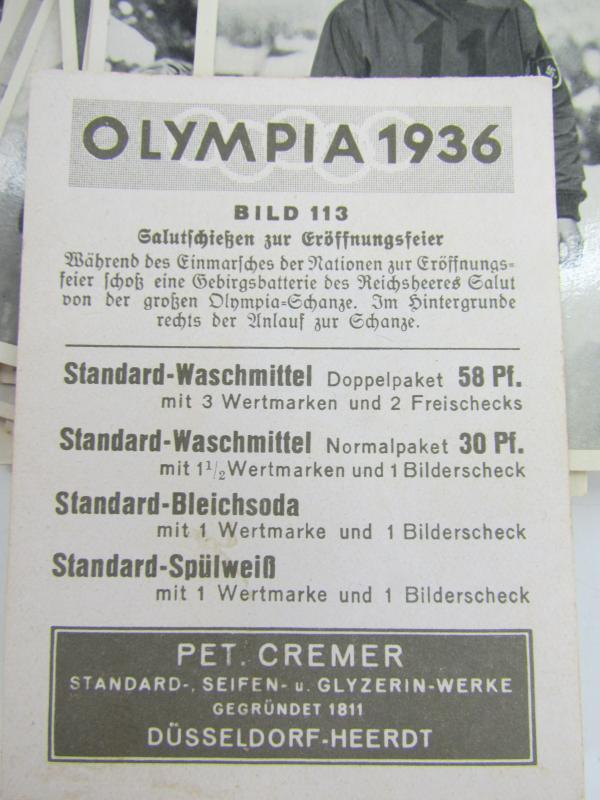 11
OLYMPIA 1936
BILD 113
Salutschießen zur Eröffnungsfeier
Während des Einmarsches der Nationen zur Eröffnungs=
feier schoß eine Gebirgsbatterie des Reichsheeres Salut
von der großen Olympia=Schanze. Im Hintergrunde
rechts der Anlauf zur Schanze.
Standard-Waschmittel Doppelpaket 58 Pf.
mit 3 Wertmarken und 2 Freischecks
Standard-Waschmittel Normalpaket 30 Pf.
mit 1 1/2 Wertmarken und 1 Bilderscheck
Standard-Bleichsoda
mit 1 Wertmarke und 1 Bilderscheck
Standard-Spülweiß
mit 1 Wertmarke und 1 Bilderscheck
PET. CREMER
STANDARD-, SEIFEN- u. GLYZERIN-WERKE
GEGRÜNDET 1811
DÜSSELDORF-HEERDT